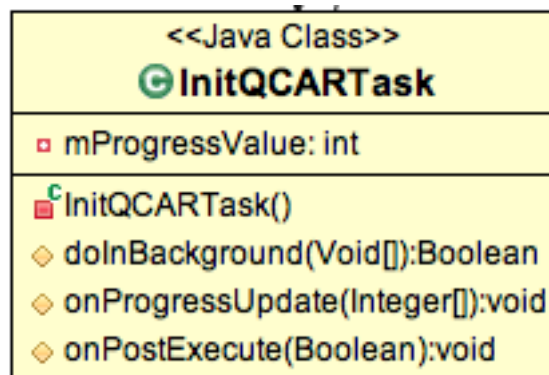 <<Java Class>>
C InitQCARTask
mProgressValue: int
C InitQCARTask()
doInBackground(Void[]):Boolean
onProgressUpdate(Integer[]):void
onPostExecute(Boolean):void